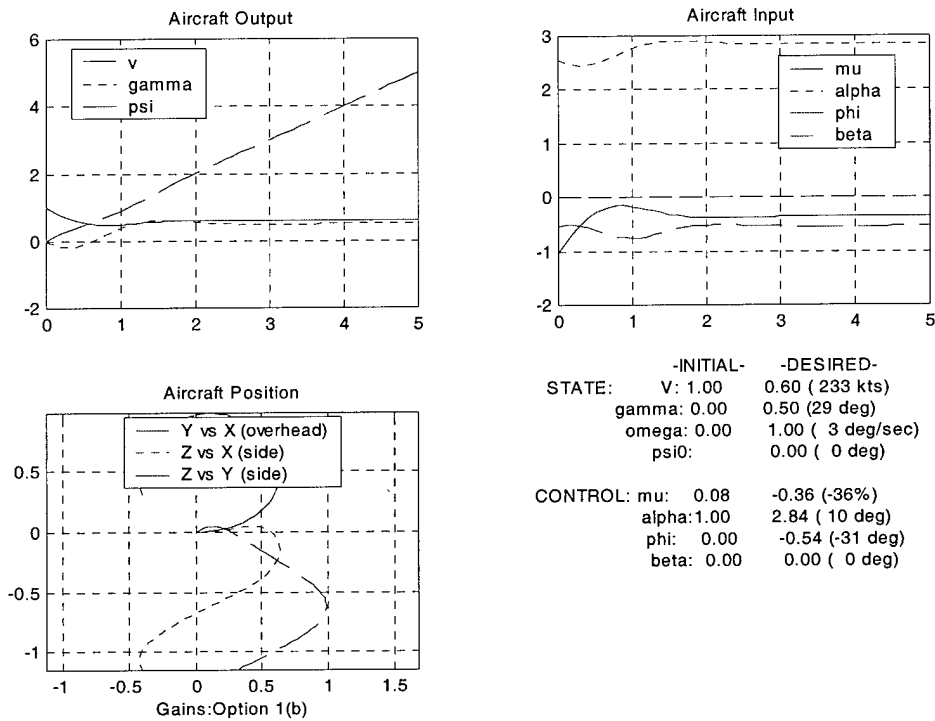 Aircraft Output
6
4
2
0
-2
v
gamma
psi
0 1 2 3 4 5
Aircraft Input
3
2
1
0
-1
-2
mu
alpha
phi
beta
0 1 2 3 4 5
Aircraft Position
0.5
0
-0.5
-1
Y vs X (overhead)
Z vs X (side)
Z vs Y (side)
-1 -0.5 0 0.5 1 1.5
Gains:Option 1(b)
-INITIAL- -DESIRED-
STATE: V: 1.00 0.60 ( 233 kts)
gamma: 0.00 0.50 (29 deg)
omega: 0.00 1.00 ( 3 deg/sec)
psi0: 0.00 ( 0 deg)
CONTROL: mu: 0.08 -0.36 (-36%)
alpha:1.00 2.84 ( 10 deg)
phi: 0.00 -0.54 (-31 deg)
beta: 0.00 0.00 ( 0 deg)